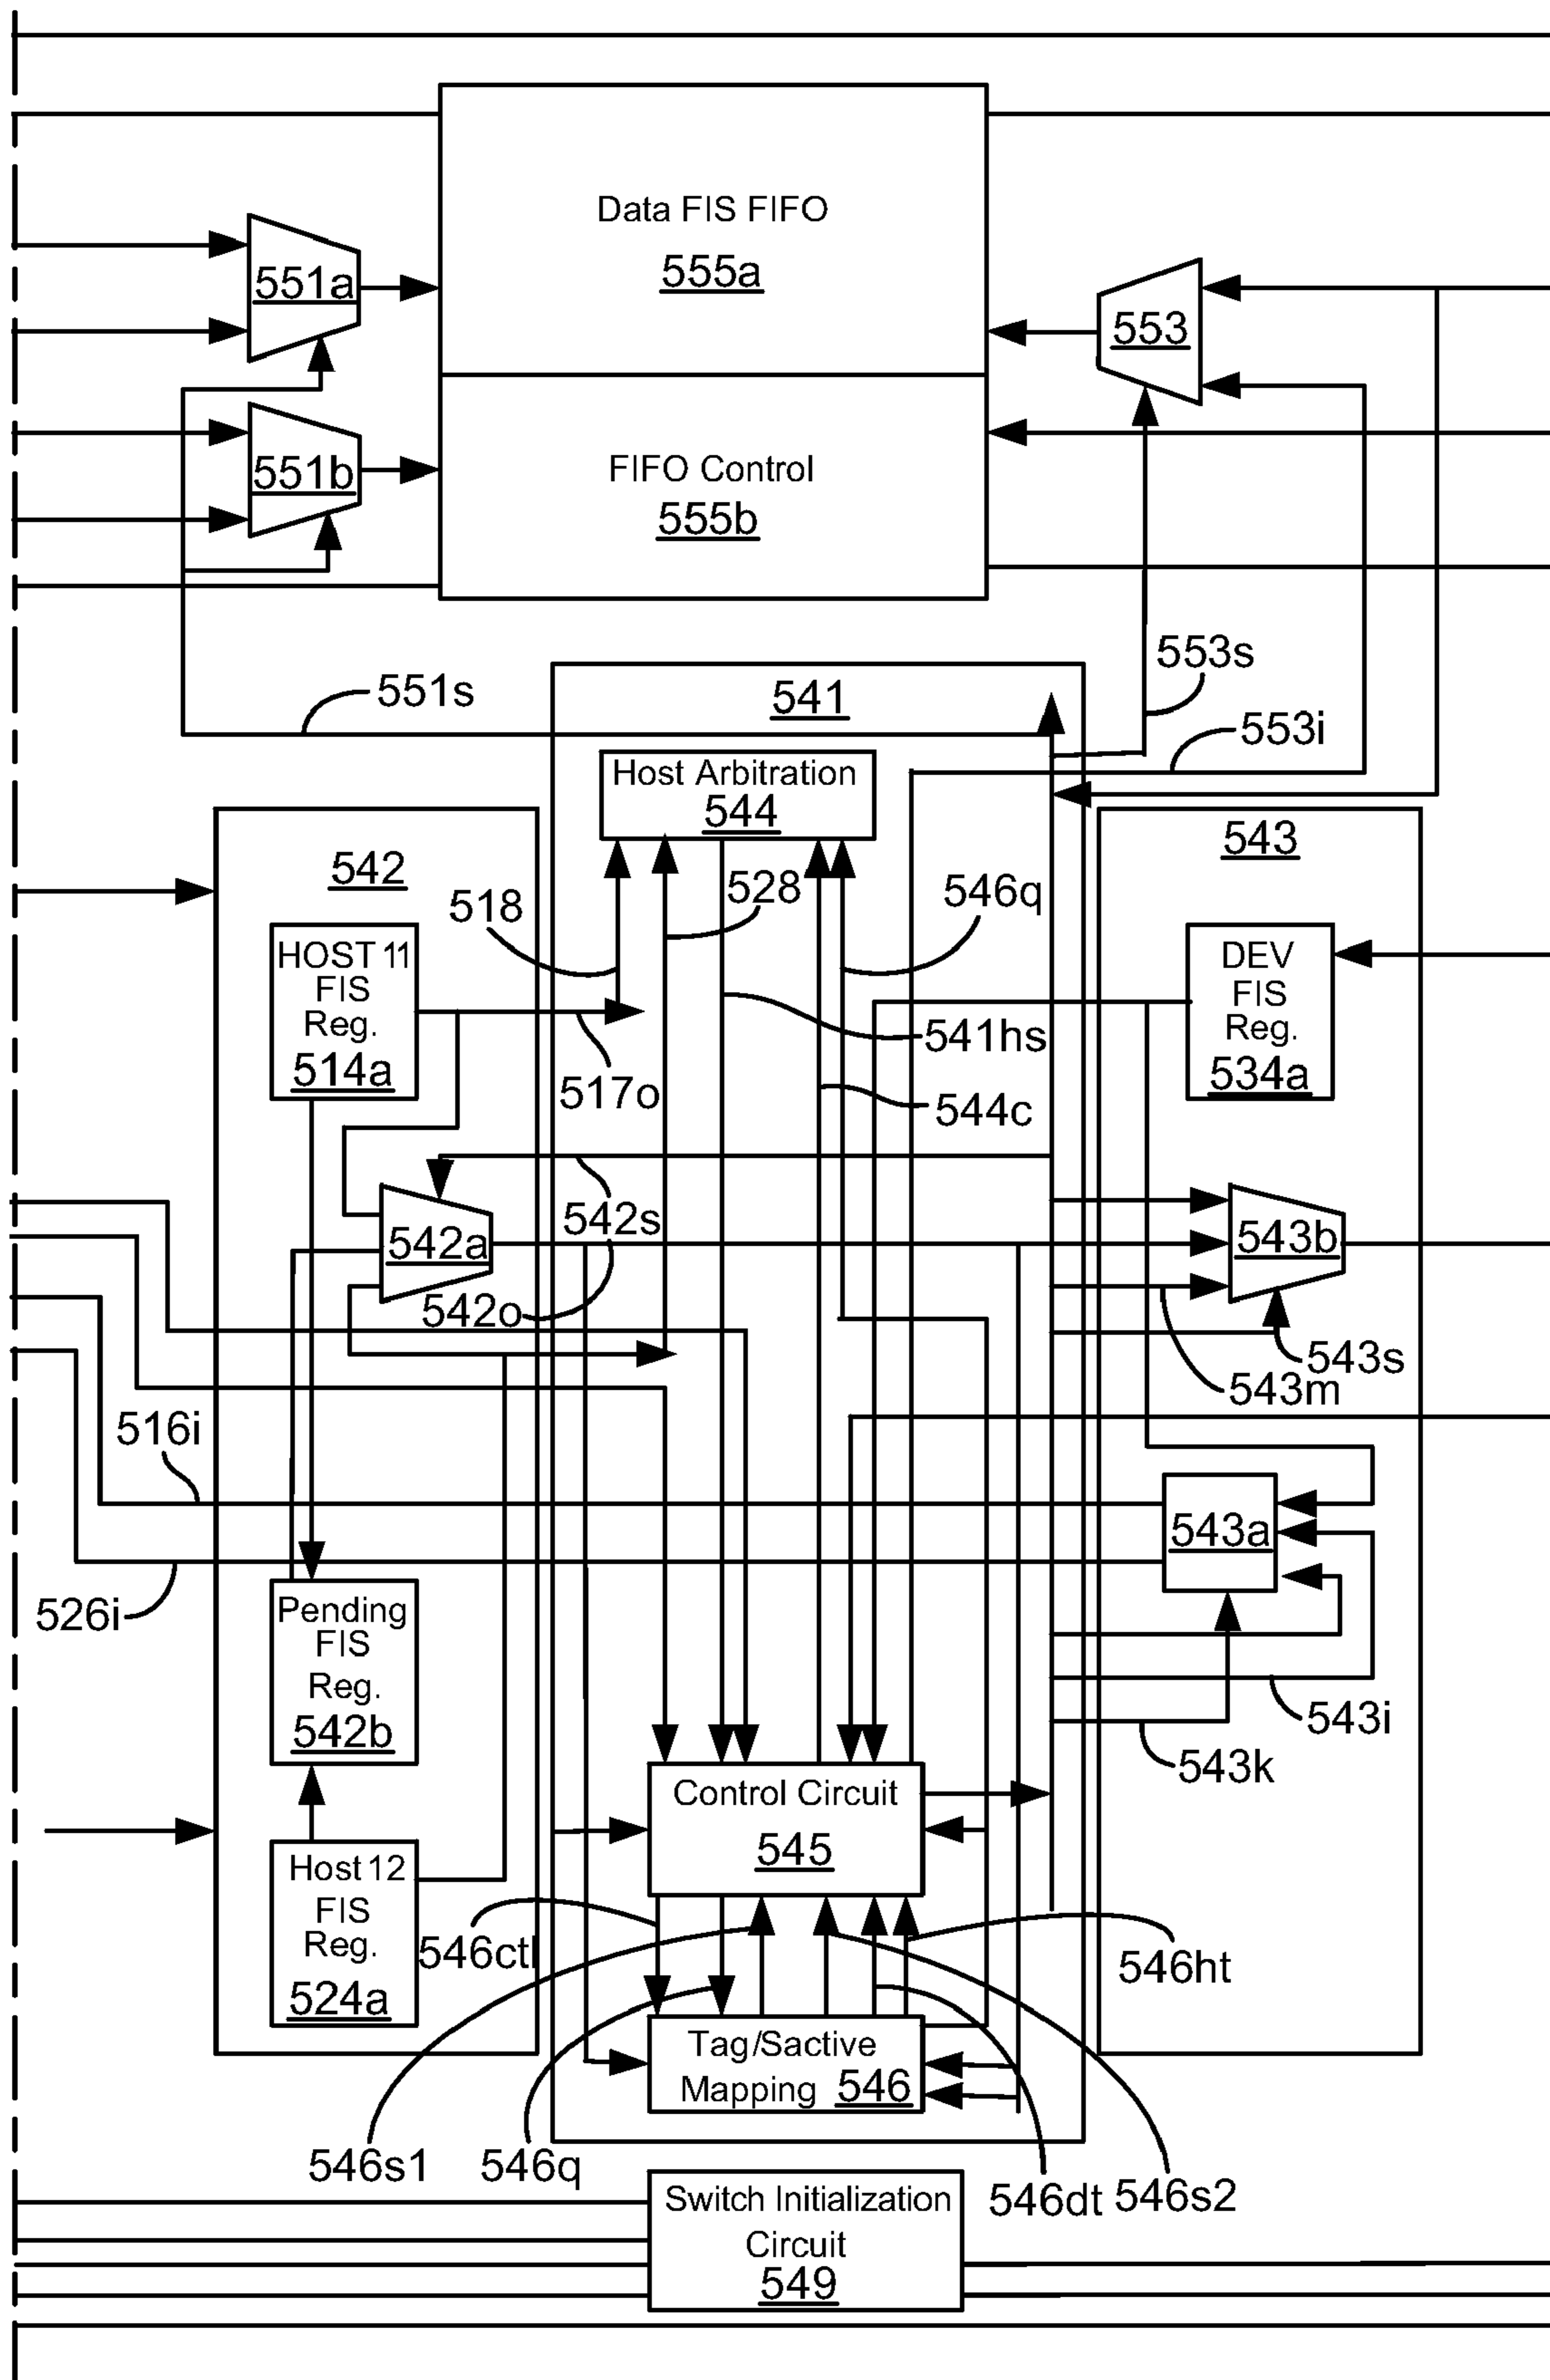 Data FIS FIFO
555a
551a
553
551b
FIFO Control
555b
553s
551s
541
553i
Host Arbitration
544
543
542
528
546q
518
HOST 11
FIS
Reg.
514a
DEV
FIS
Reg.
534a
541hs
517o
544c
542s
542a
543b
542o
543s
543m
516i
543a
526i
Pending
FIS
Reg.
542b
543i
543k
Control Circuit
545
Host 12
FIS
Reg.
524a
546ctl
546ht
Tag/Sactive
Mapping 546
546s1
546q
546dt
546s2
Switch Initialization
Circuit
549